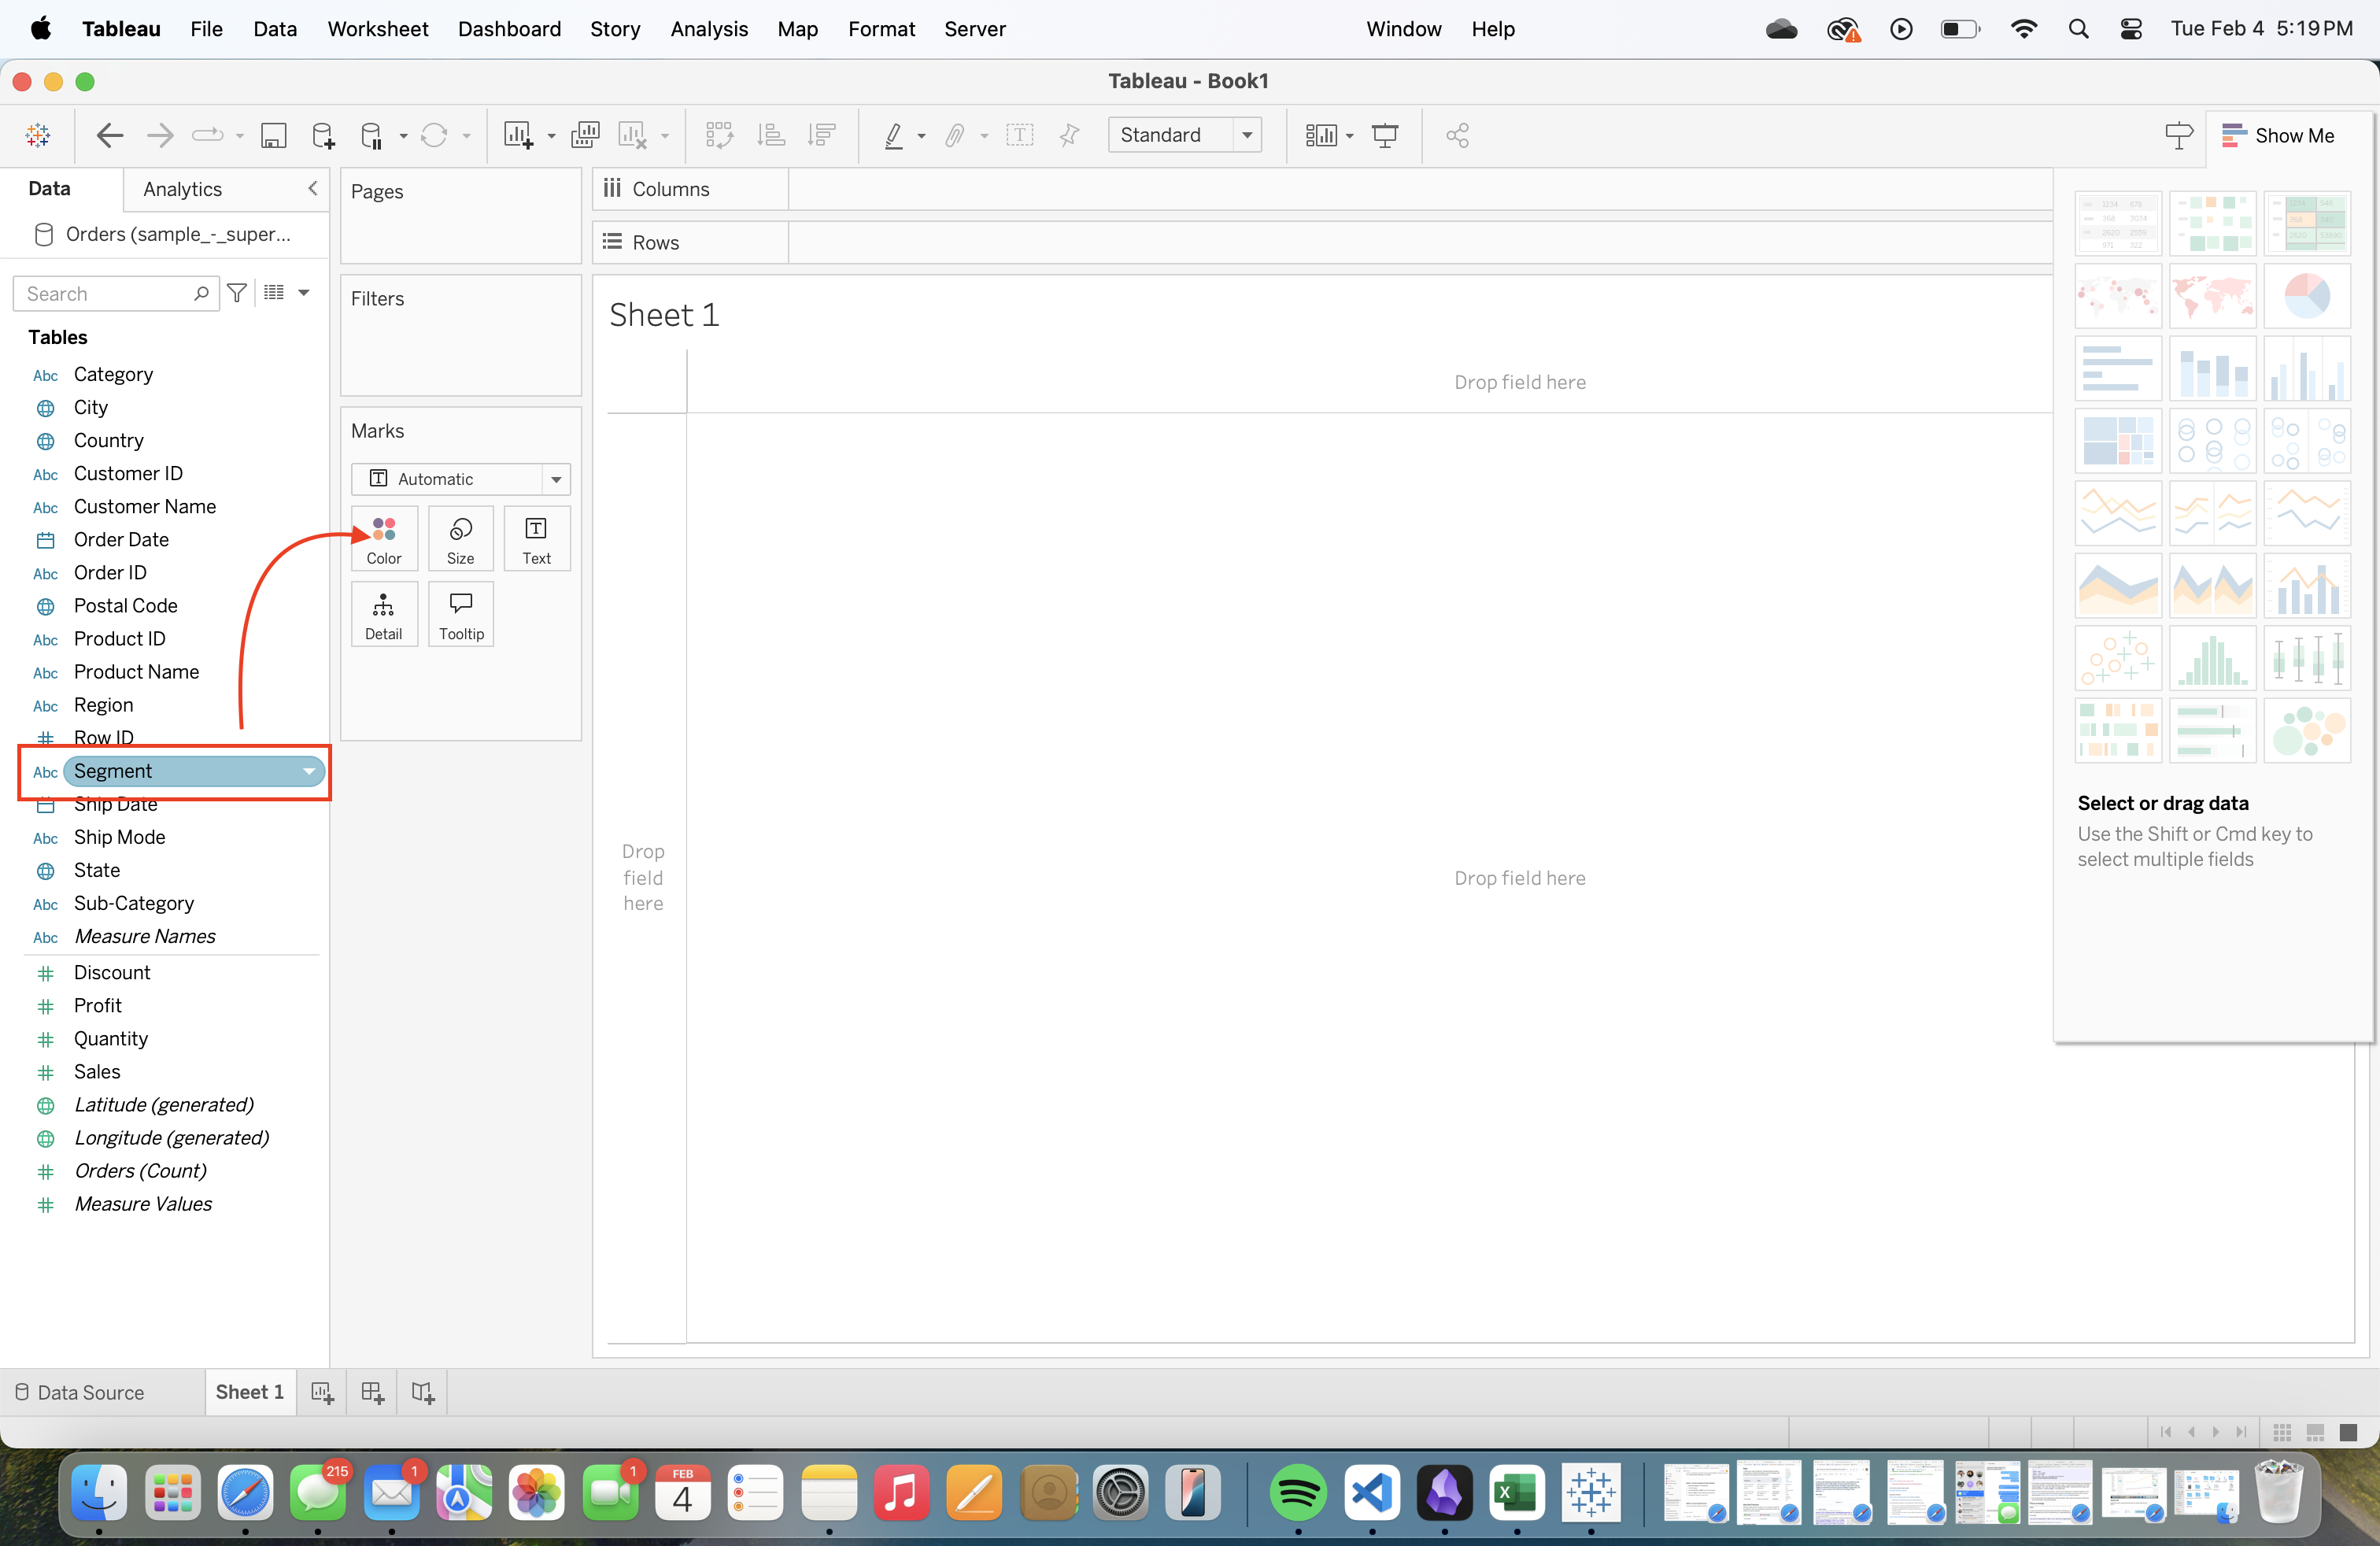 Tableau File Data Worksheet Dashboard Story Analysis Map Format Server Window Help Tue Feb 4 5:19 PM
Tableau - Book1
Standard
Show Me
Data Analytics
Orders (sample_-_super...
Search
Tables
Abc Category
City
Country
Abc Customer ID
Abc Customer Name
Order Date
Abc Order ID
Postal Code
Abc Product ID
Abc Product Name
Abc Region
Row ID
Abc Segment
Ship Date
Abc Ship Mode
State
Abc Sub-Category
Abc Measure Names
Discount
Profit
Quantity
Sales
Latitude (generated)
Longitude (generated)
Orders (Count)
Measure Values
Pages
Filters
Marks
Automatic
Color Size Text
Detail Tooltip
Columns
Rows
Sheet 1
Drop field here
Drop
field
here
Drop field here
Select or drag data
Use the Shift or Cmd key to
select multiple fields
Data Source Sheet 1
215 1 1 FEB
4